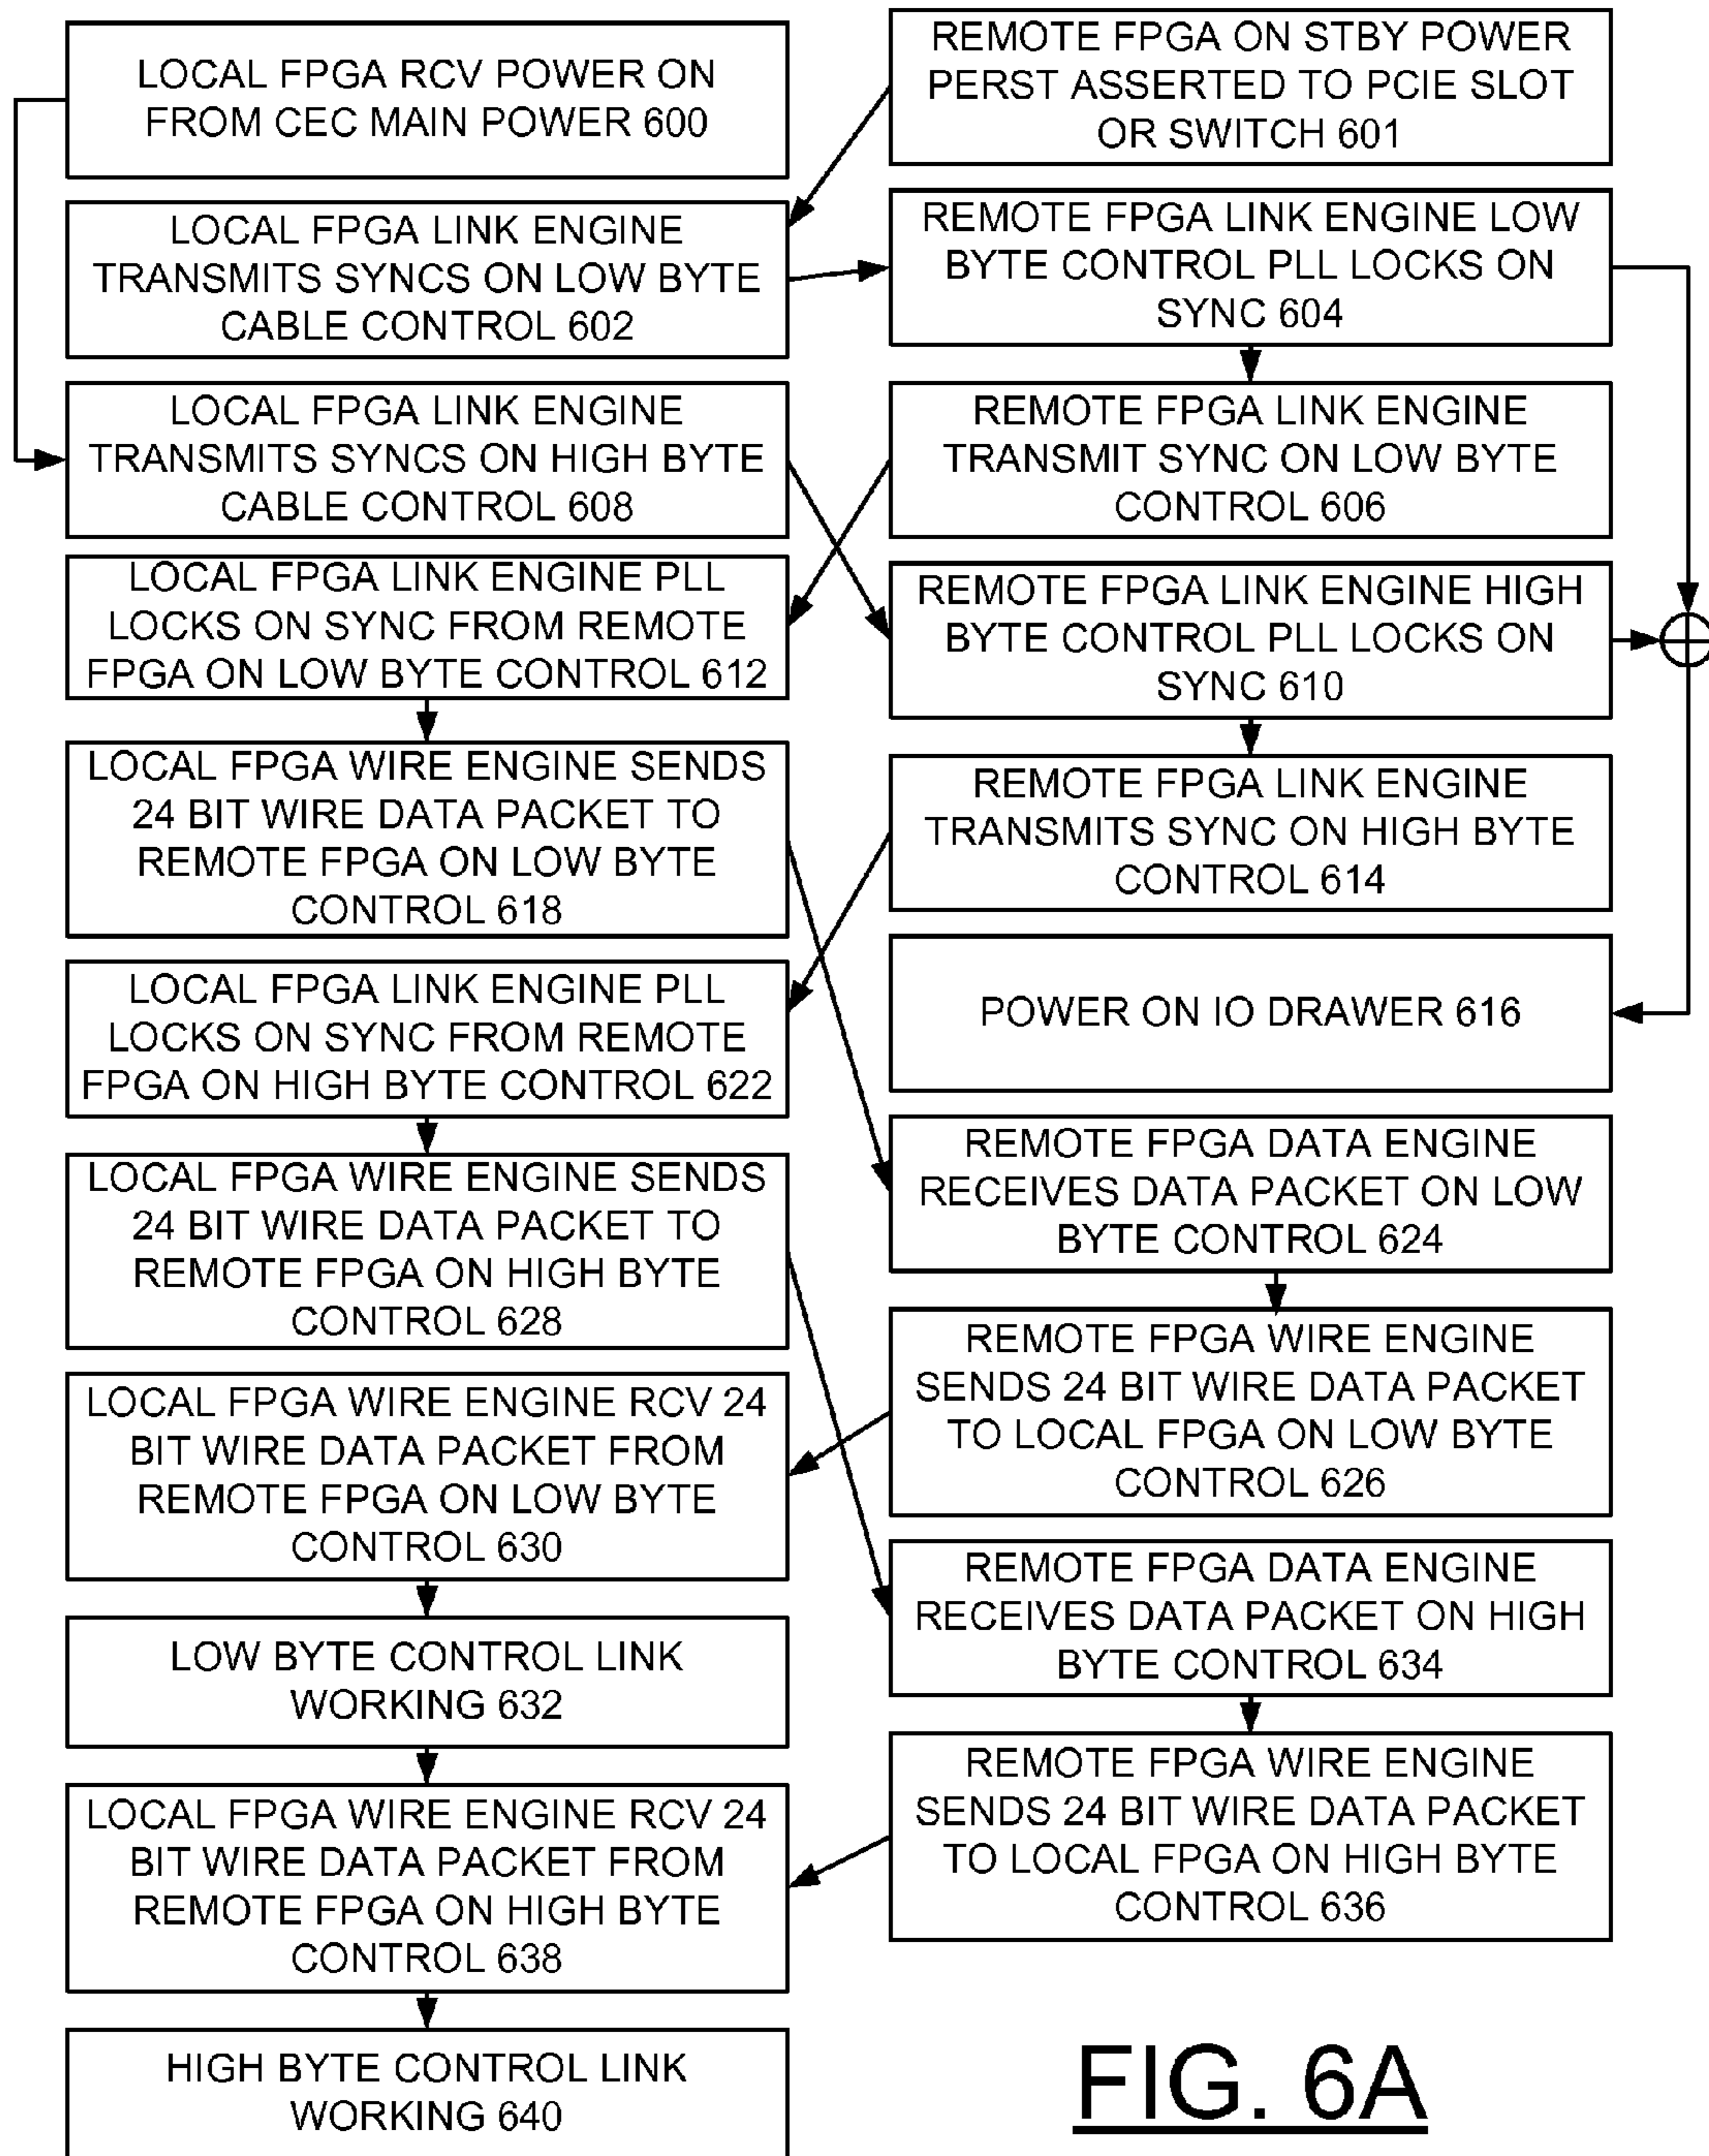 LOCAL FPGA RCV POWER ON
FROM CEC MAIN POWER 600
REMOTE FPGA ON STBY POWER
PERST ASSERTED TO PCIE SLOT
OR SWITCH 601
LOCAL FPGA LINK ENGINE
TRANSMITS SYNCS ON LOW BYTE
CABLE CONTROL 602
REMOTE FPGA LINK ENGINE LOW
BYTE CONTROL PLL LOCKS ON
SYNC 604
LOCAL FPGA LINK ENGINE
TRANSMITS SYNCS ON HIGH BYTE
CABLE CONTROL 608
REMOTE FPGA LINK ENGINE
TRANSMIT SYNC ON LOW BYTE
CONTROL 606
LOCAL FPGA LINK ENGINE PLL
LOCKS ON SYNC FROM REMOTE
FPGA ON LOW BYTE CONTROL 612
REMOTE FPGA LINK ENGINE HIGH
BYTE CONTROL PLL LOCKS ON
SYNC 610
LOCAL FPGA WIRE ENGINE SENDS
24 BIT WIRE DATA PACKET TO
REMOTE FPGA ON LOW BYTE
CONTROL 618
REMOTE FPGA LINK ENGINE
TRANSMITS SYNC ON HIGH BYTE
CONTROL 614
LOCAL FPGA LINK ENGINE PLL
LOCKS ON SYNC FROM REMOTE
FPGA ON HIGH BYTE CONTROL 622
POWER ON IO DRAWER 616
LOCAL FPGA WIRE ENGINE SENDS
24 BIT WIRE DATA PACKET TO
REMOTE FPGA ON HIGH BYTE
CONTROL 628
REMOTE FPGA DATA ENGINE
RECEIVES DATA PACKET ON LOW
BYTE CONTROL 624
LOCAL FPGA WIRE ENGINE RCV 24
BIT WIRE DATA PACKET FROM
REMOTE FPGA ON LOW BYTE
CONTROL 630
REMOTE FPGA WIRE ENGINE
SENDS 24 BIT WIRE DATA PACKET
TO LOCAL FPGA ON LOW BYTE
CONTROL 626
LOW BYTE CONTROL LINK
WORKING 632
REMOTE FPGA DATA ENGINE
RECEIVES DATA PACKET ON HIGH
BYTE CONTROL 634
LOCAL FPGA WIRE ENGINE RCV 24
BIT WIRE DATA PACKET FROM
REMOTE FPGA ON HIGH BYTE
CONTROL 638
REMOTE FPGA WIRE ENGINE
SENDS 24 BIT WIRE DATA PACKET
TO LOCAL FPGA ON HIGH BYTE
CONTROL 636
HIGH BYTE CONTROL LINK
WORKING 640
FIG. 6A